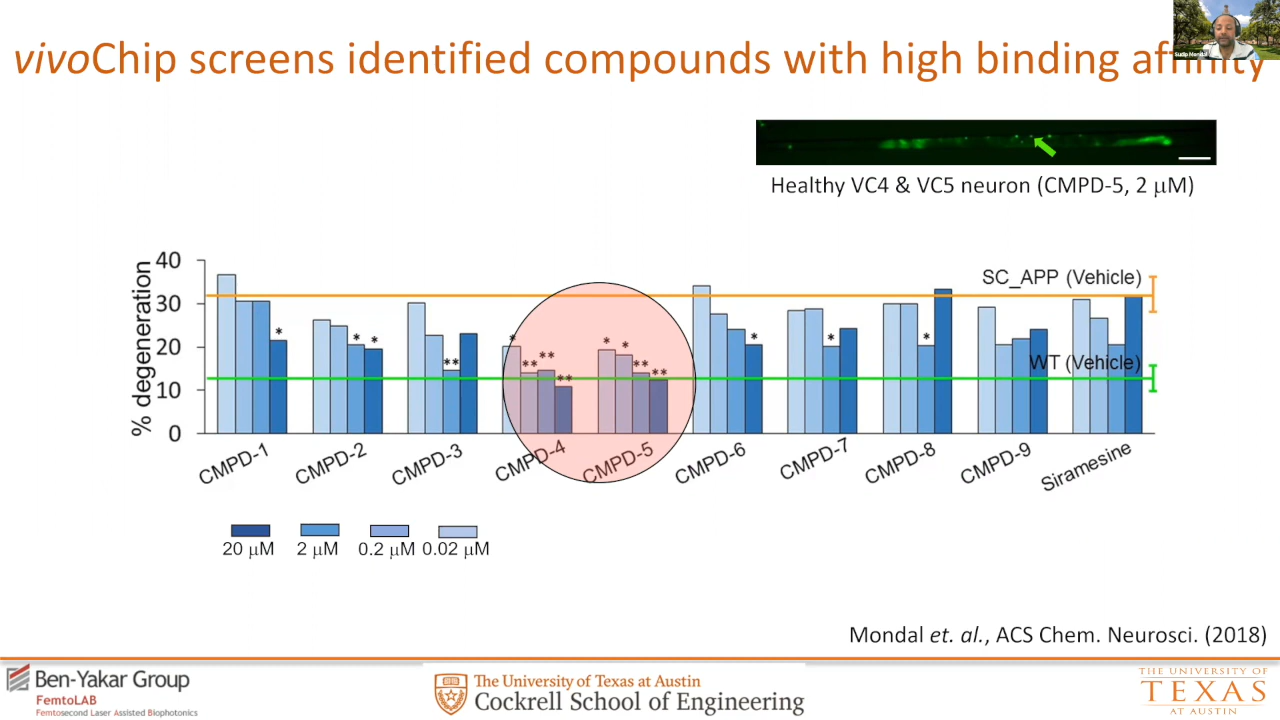 vivoChip screens identified compounds with high binding affinity
Sudip Mondal
Healthy VC4 & VC5 neuron (CMPD-5, 2 μM)
% degeneration
40
30
20
10
0
SC_APP (Vehicle)
WT (Vehicle)
*
* *
**
* ** ** **
* * ** **
*
*
*
CMPD-1
CMPD-2
CMPD-3
CMPD-4
CMPD-5
CMPD-6
CMPD-7
CMPD-8
CMPD-9
Siramesine
20 μM 2 μM 0.2 μM 0.02 μM
Mondal et. al., ACS Chem. Neurosci. (2018)
Ben-Yakar Group
FemtoLAB
Femtosecond Laser Assisted Biophotonics
The University of Texas at Austin
Cockrell School of Engineering
THE UNIVERSITY OF
TEXAS
AT AUSTIN